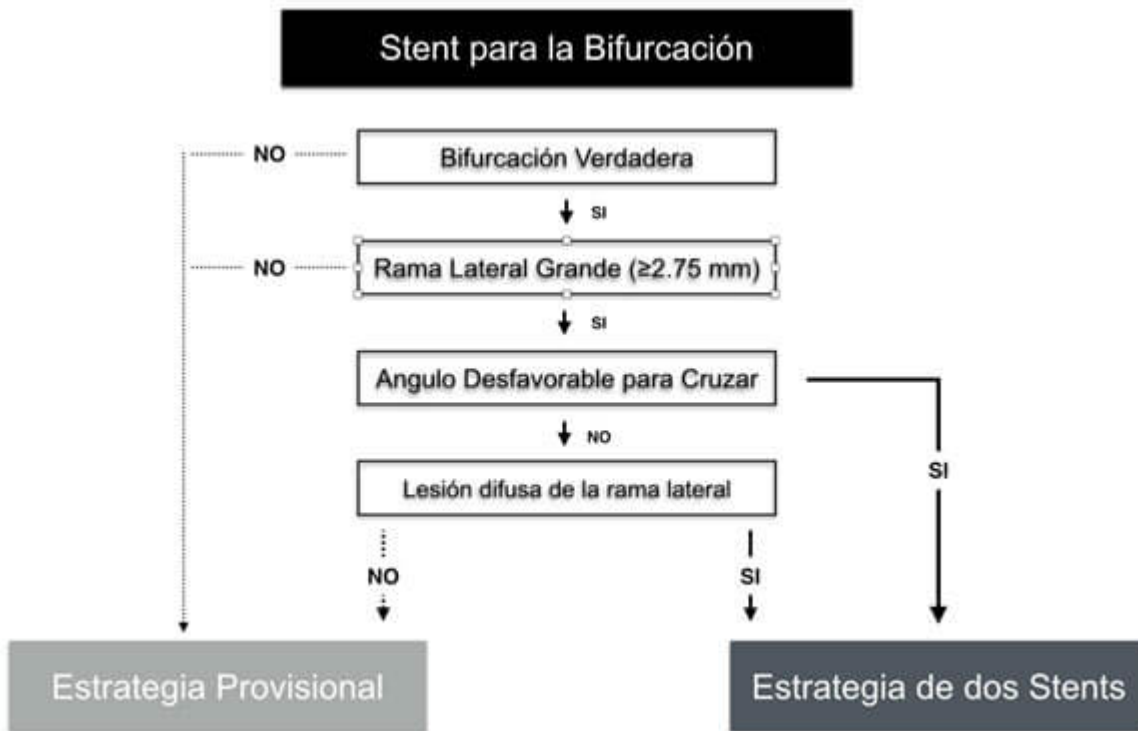 Stent para la Bifurcación
NO
Bifurcación Verdadera
SI
NO
Rama Lateral Grande (≥2.75 mm)
SI
Angulo Desfavorable para Cruzar
NO
SI
Lesión difusa de la rama lateral
NO
SI
Estrategia Provisional
Estrategia de dos Stents